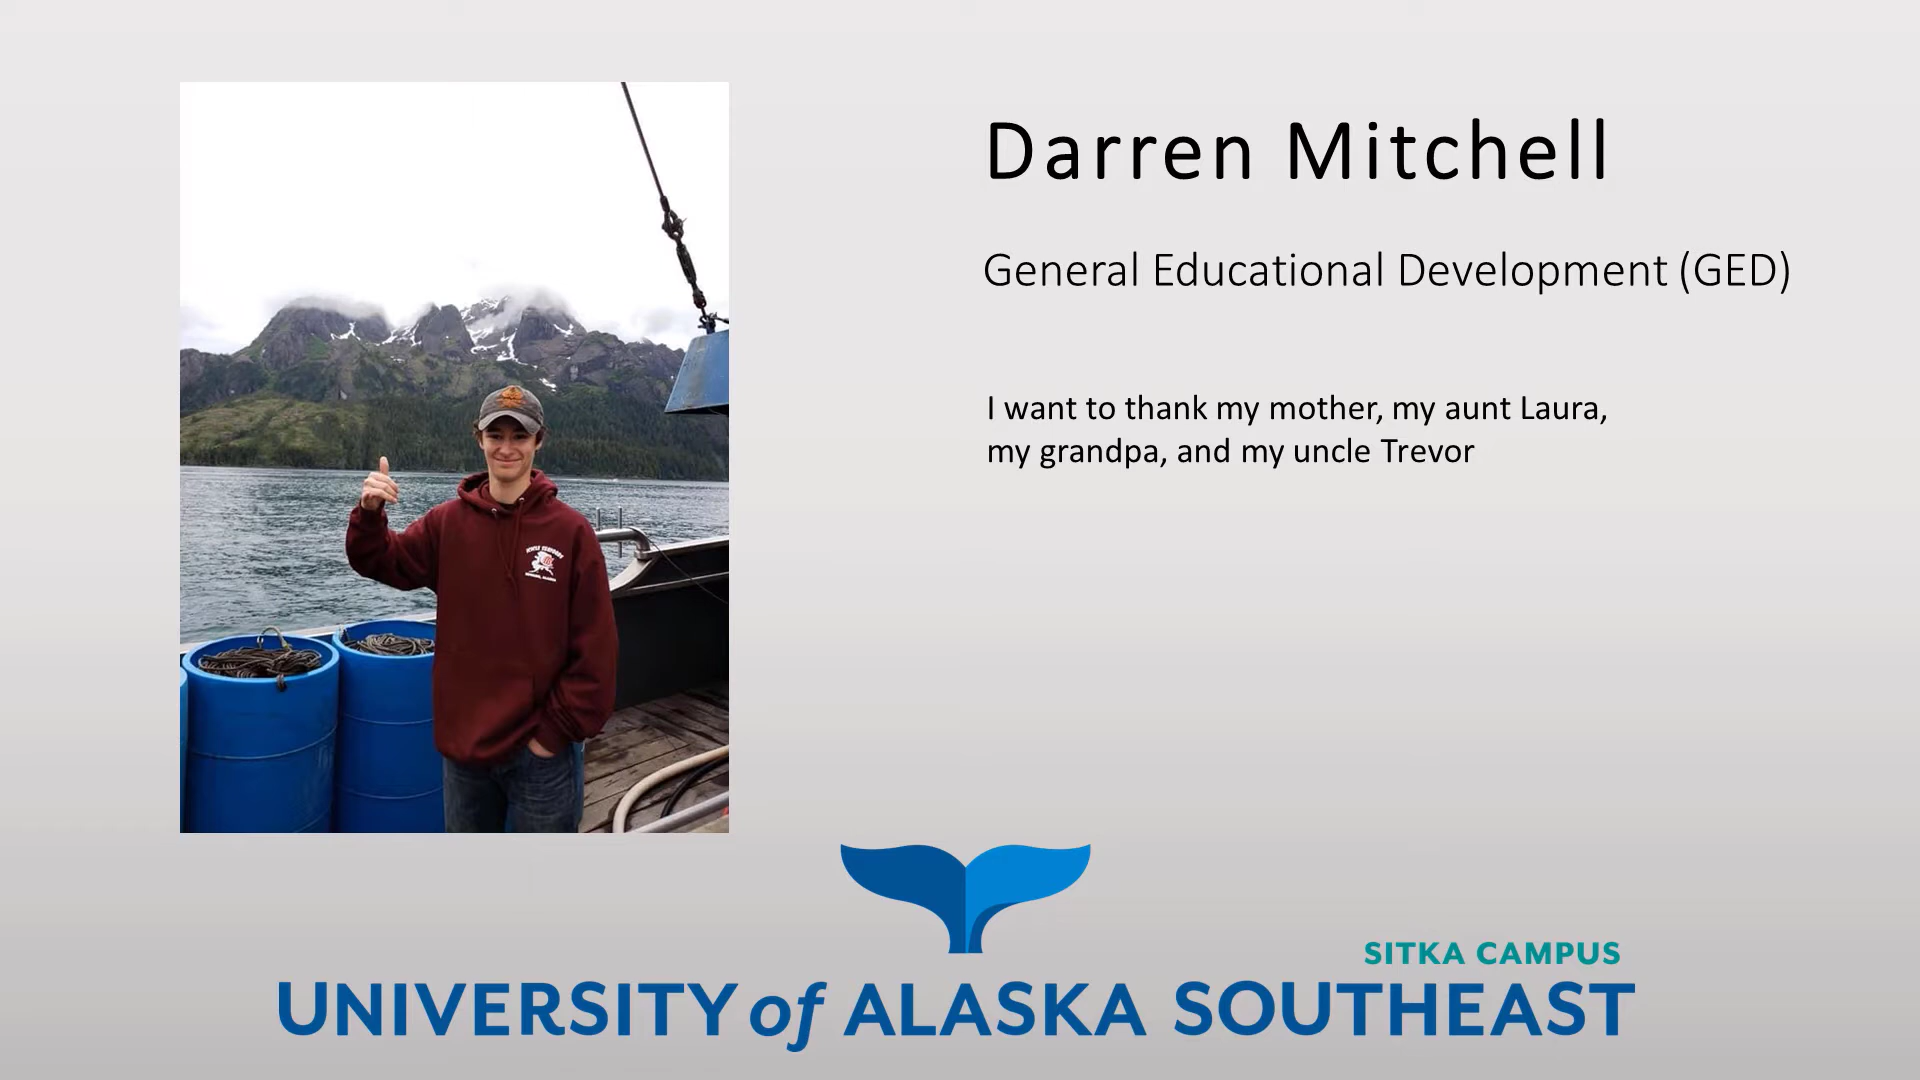 Darren Mitchell
General Educational Development (GED)
I want to thank my mother, my aunt Laura,
my grandpa, and my uncle Trevor
SITKA CAMPUS
UNIVERSITY of ALASKA SOUTHEAST